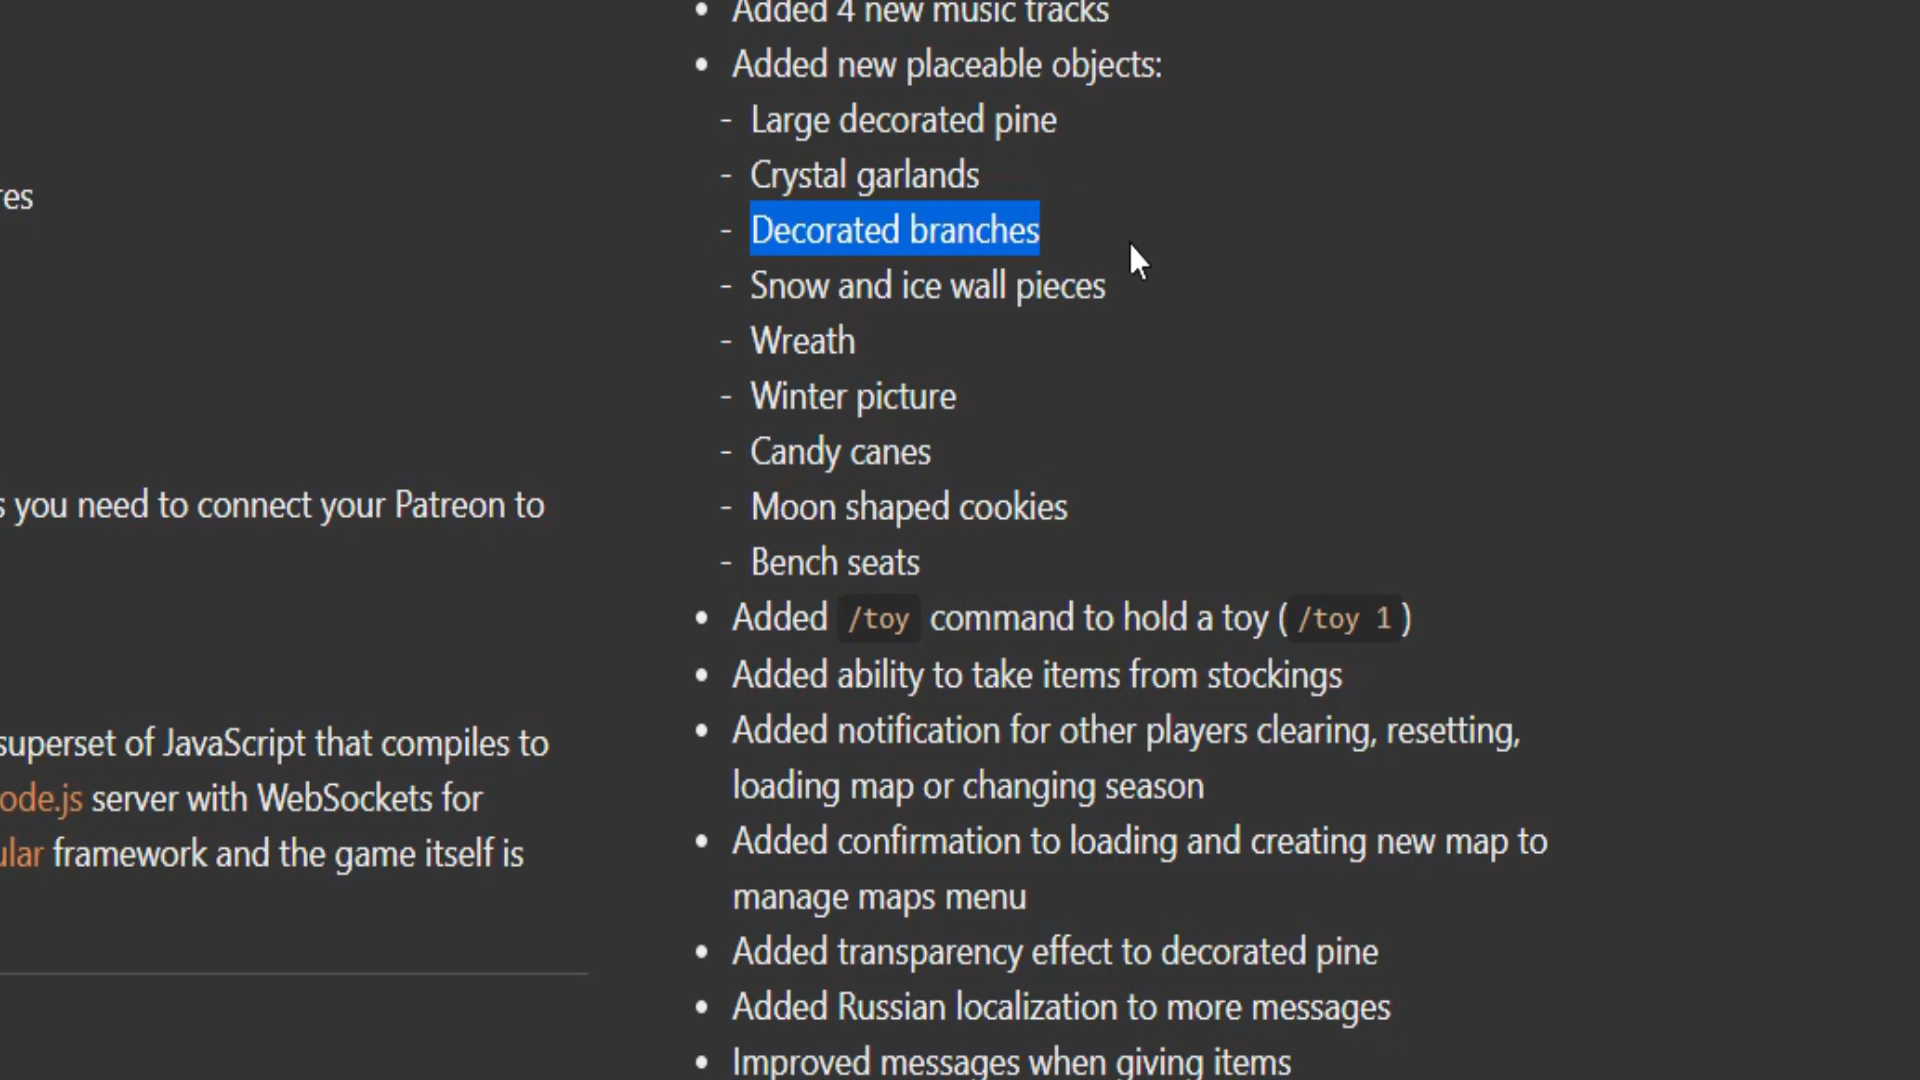 res
s you need to connect your Patreon to
superset of JavaScript that compiles to
ode.js server with WebSockets for
ular framework and the game itself is
• Added 4 new music tracks
• Added new placeable objects:
- Large decorated pine
- Crystal garlands
- Decorated branches
- Snow and ice wall pieces
- Wreath
- Winter picture
- Candy canes
- Moon shaped cookies
- Bench seats
• Added /toy command to hold a toy ( /toy 1 )
• Added ability to take items from stockings
• Added notification for other players clearing, resetting,
loading map or changing season
• Added confirmation to loading and creating new map to
manage maps menu
• Added transparency effect to decorated pine
• Added Russian localization to more messages
• Improved messages when giving items